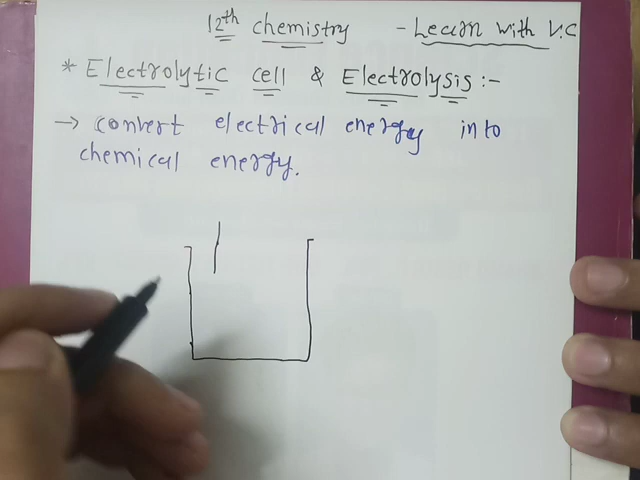 12th chemistry - Learn with V.C
* Electrolytic cell & Electrolysis :-
→ convert electrical energy into
chemical energy.